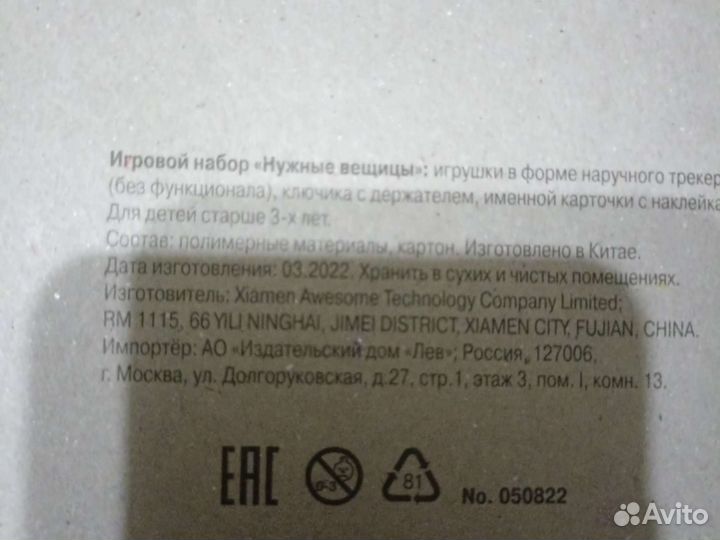 Игровой набор «Нужные вещицы»: игрушки в форме наручного трекер
(без функционала), ключика с держателем, именной карточки с наклейка
Для детей старше 3-х лет.
Состав: полимерные материалы, картон. Изготовлено в Китае.
Дата изготовления: 03.2022. Хранить в сухих и чистых помещениях.
Изготовитель: Xiamen Awesome Technology Company Limited;
RM 1115, 66 YILI NINGHAI, JIMEI DISTRICT, XIAMEN CITY, FUJIAN, CHINA.
Импортёр: АО «Издательский дом «Лев»; Россия, 127006,
г. Москва, ул. Долгоруковская, д.27, стр.1, этаж 3, пом. I, комн. 13.
EAC 0-3 81 No. 050822
Avito